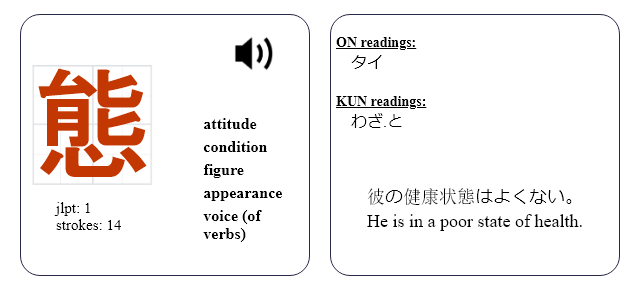 態
jlpt: 1
strokes: 14
attitude
condition
figure
appearance
voice (of
verbs)
ON readings:
タイ
KUN readings:
わざ.と
彼の健康状態はよくない。
He is in a poor state of health.